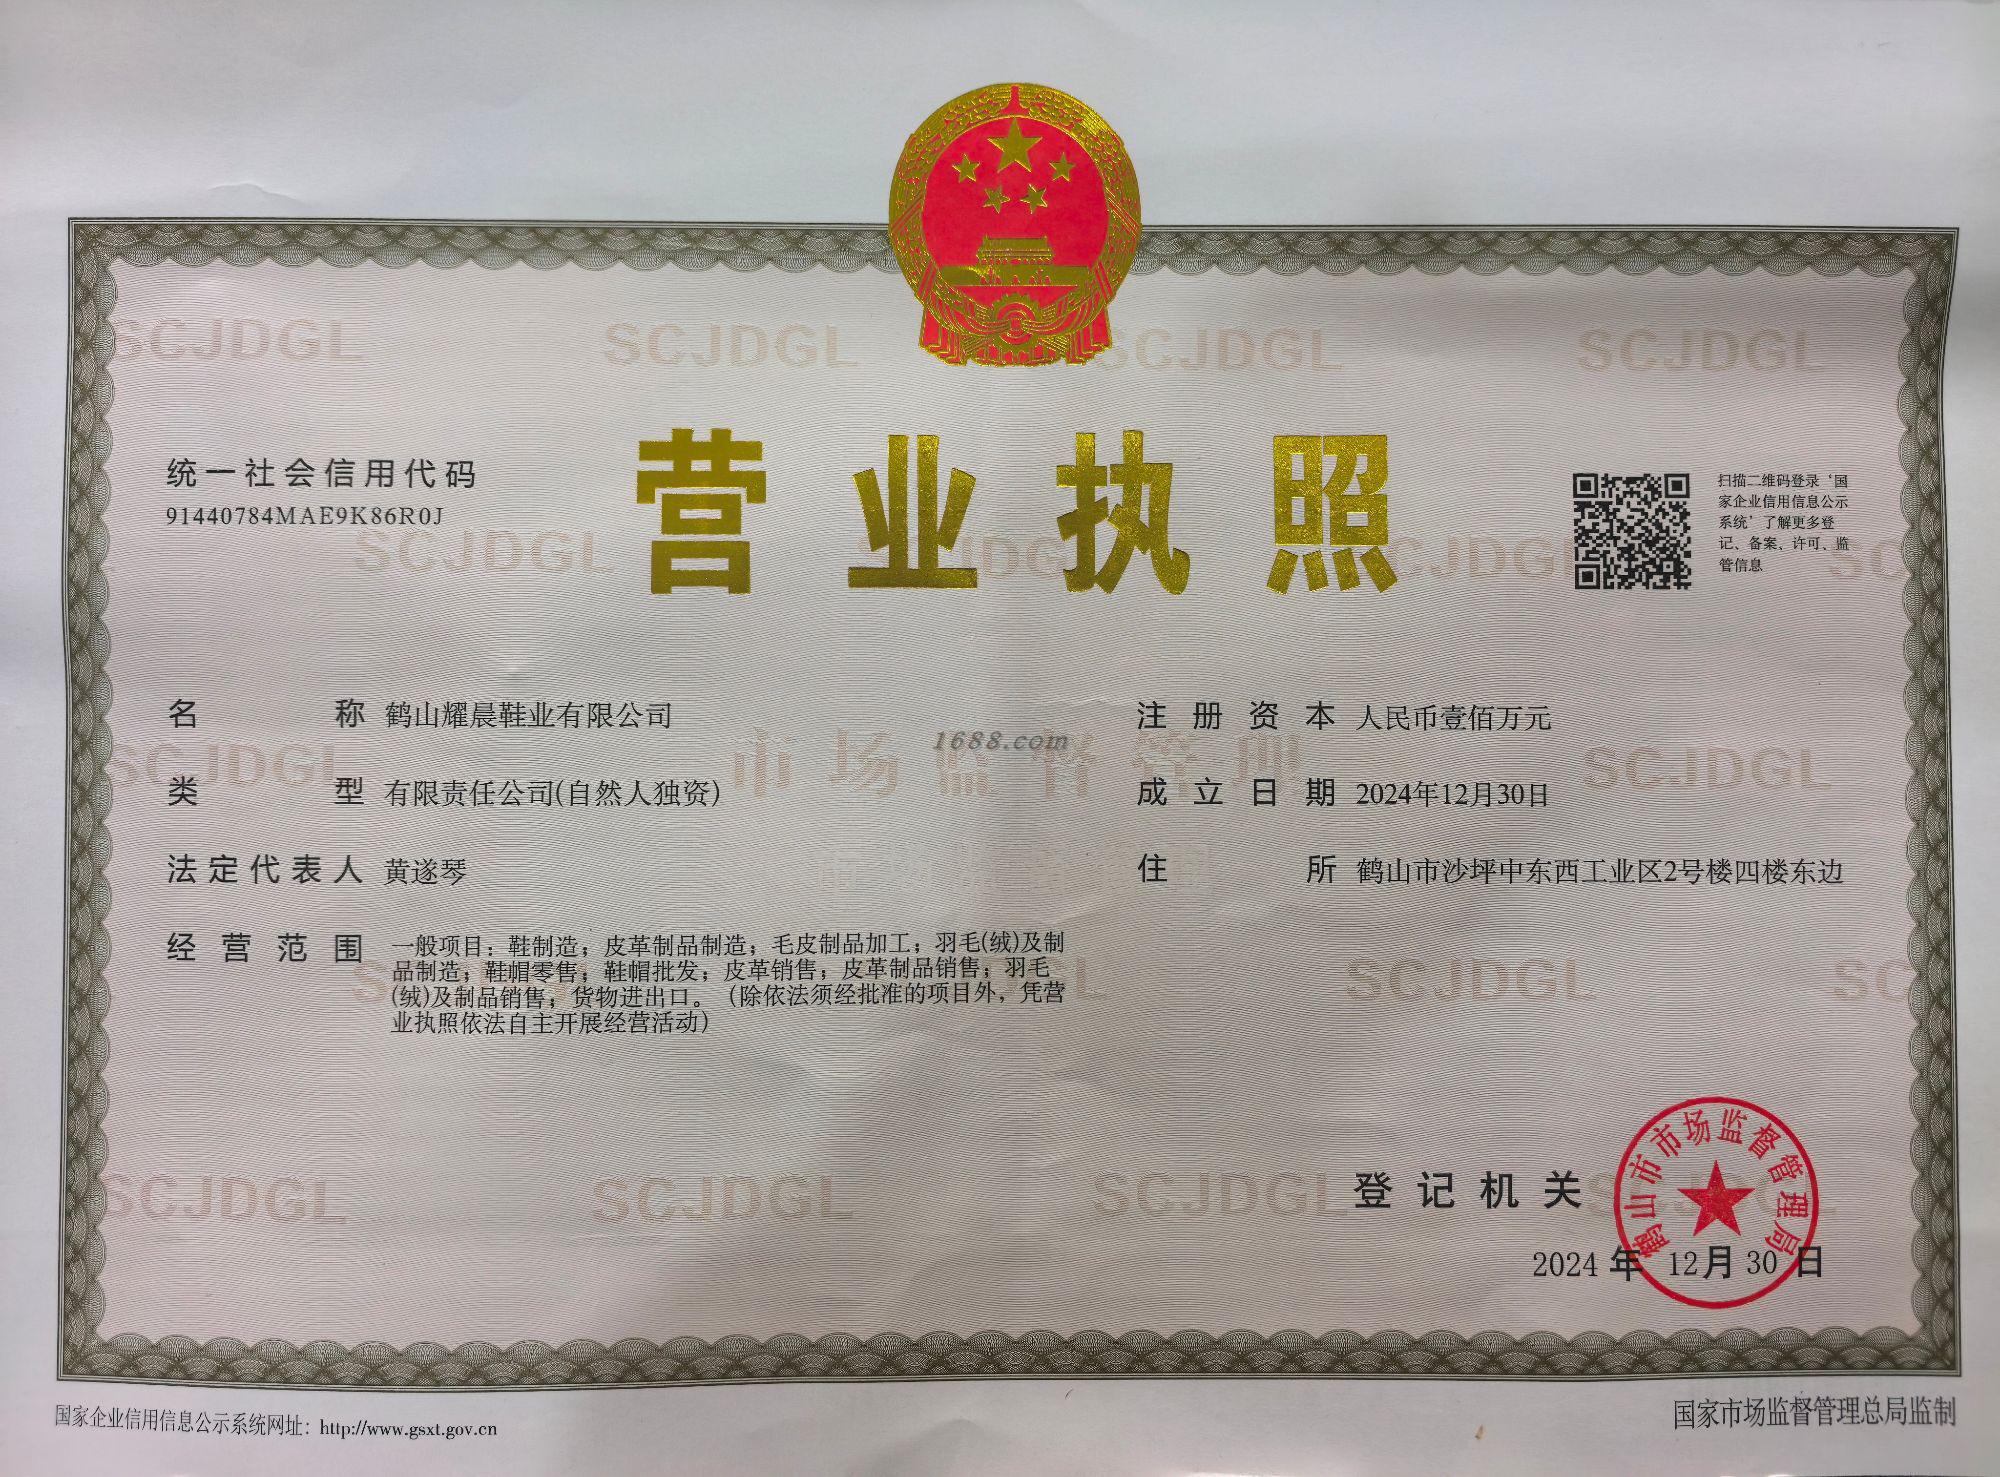 营业执照
统一社会信用代码
91440784MAE9K86R0J
扫描二维码登录‘国
家企业信用信息公示
系统’了解更多登
记、备案、许可、监
管信息
名称 鹤山耀晨鞋业有限公司
类型 有限责任公司(自然人独资)
法定代表人 黄遂琴
经营范围 一般项目：鞋制造；皮革制品制造；毛皮制品加工；羽毛(绒)及制
品制造；鞋帽零售；鞋帽批发；皮革销售；皮革制品销售；羽毛
(绒)及制品销售；货物进出口。（除依法须经批准的项目外，凭营
业执照依法自主开展经营活动）
注册资本 人民币壹佰万元
成立日期 2024年12月30日
住所 鹤山市沙坪中东西工业区2号楼四楼东边
1688.com
市场监督管理
SCJDGL SCJDGL SCJDGL SCJDGL
登记机关
鹤山市市场监督管理局
2024 年 12月 30 日
国家企业信用信息公示系统网址：http://www.gsxt.gov.cn
国家市场监督管理总局监制